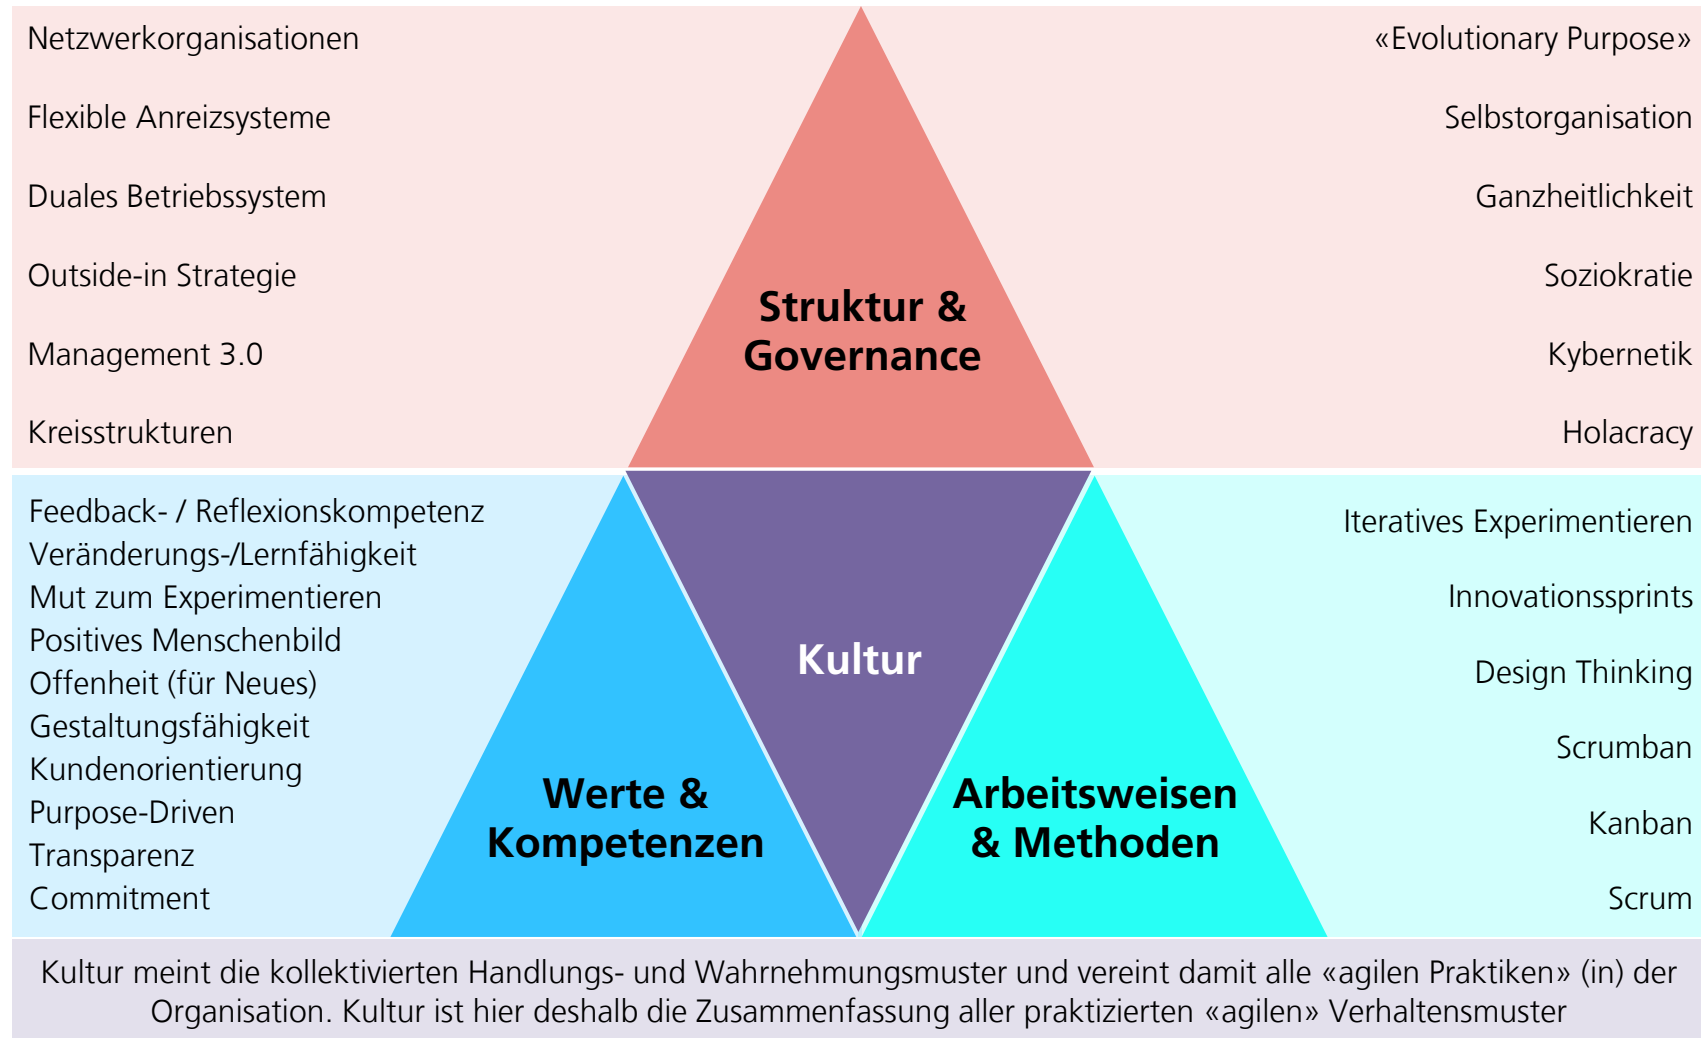 Netzwerkorganisationen
Flexible Anreizsysteme
Duales Betriebssystem
Outside-in Strategie
Management 3.0
Kreisstrukturen
«Evolutionary Purpose»
Selbstorganisation
Ganzheitlichkeit
Soziokratie
Kybernetik
Holacracy
Struktur &
Governance
Feedback- / Reflexionskompetenz
Veränderungs-/Lernfähigkeit
Mut zum Experimentieren
Positives Menschenbild
Offenheit (für Neues)
Gestaltungsfähigkeit
Kundenorientierung
Purpose-Driven
Transparenz
Commitment
Werte &
Kompetenzen
Kultur
Arbeitsweisen
& Methoden
Iteratives Experimentieren
Innovationssprints
Design Thinking
Scrumban
Kanban
Scrum
Kultur meint die kollektivierten Handlungs- und Wahrnehmungsmuster und vereint damit alle «agilen Praktiken» (in) der
Organisation. Kultur ist hier deshalb die Zusammenfassung aller praktizierten «agilen» Verhaltensmuster